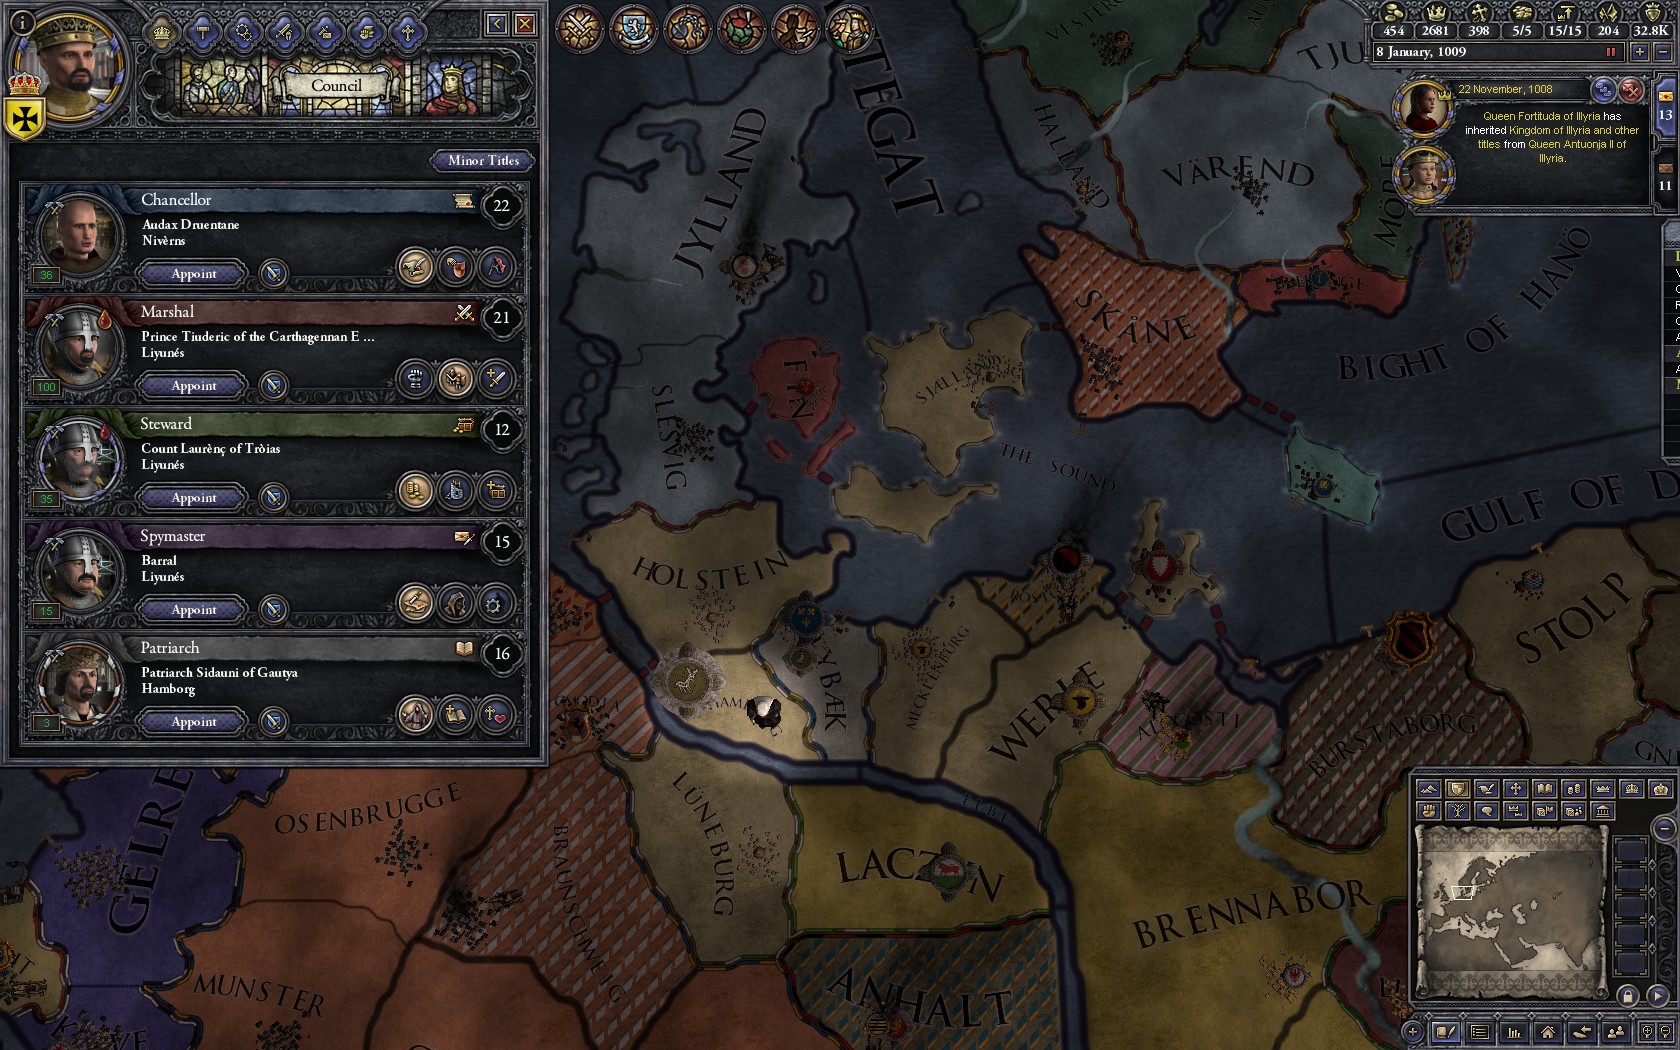 Council
Minor Titles
Chancellor
22
Audax Druentane
Nivèrns
36
Appoint
Marshal
21
Prince Tiuderic of the Carthagennan E ...
Liyunés
100
Appoint
Steward
12
Count Laurènç of Tròias
Liyunés
35
Appoint
Spymaster
15
Barral
Liyunés
15
Appoint
Patriarch
16
Patriarch Sidauni of Gautya
Hamborg
3
Appoint
454
2681
398
5/5
15/15
204
32.8K
8 January, 1009
22 November, 1008
Queen Fortituda of Illyria has
inherited Kingdom of Illyria and other
titles from Queen Antuonja II of
Illyria.
13
11
TEGAT
JYLLAND
HALLAND
VÄREND
MÖRE
TJU
SKÅNE
BIGHT OF HANÖ
FYN
SJÆLLAND
SLESVIG
THE SOUND
GULF OF D
HOLSTEIN
STOLP
YBÆK
MECKLENBURG
WERLE
BURSTABORG
LÜNEBURG
ELBE
OSENBRUGGE
GELRE
BRAUNSCHWEIG
MUNSTER
BRENNABOR
ANHALT